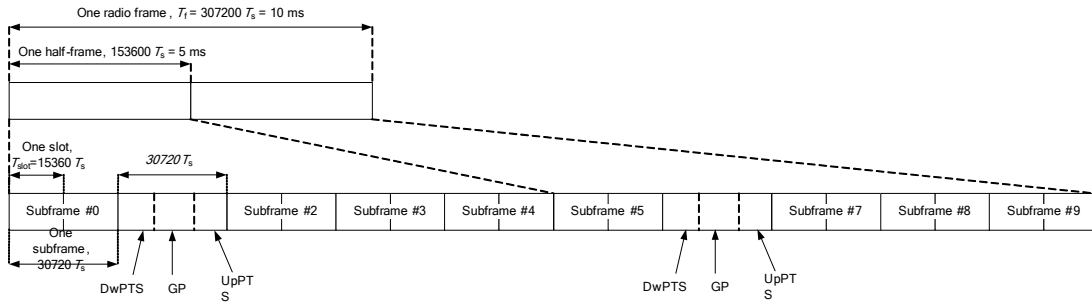 One radio frame , Tf = 307200 Ts = 10 ms
One half-frame, 153600 Ts = 5 ms
One slot,
Tslot=15360 Ts
30720 Ts
Subframe #0
Subframe #2
Subframe #3
Subframe #4
Subframe #5
Subframe #7
Subframe #8
Subframe #9
One
subframe ,
30720 Ts
DwPTS
GP
UpPT
S
DwPTS
GP
UpPT
S